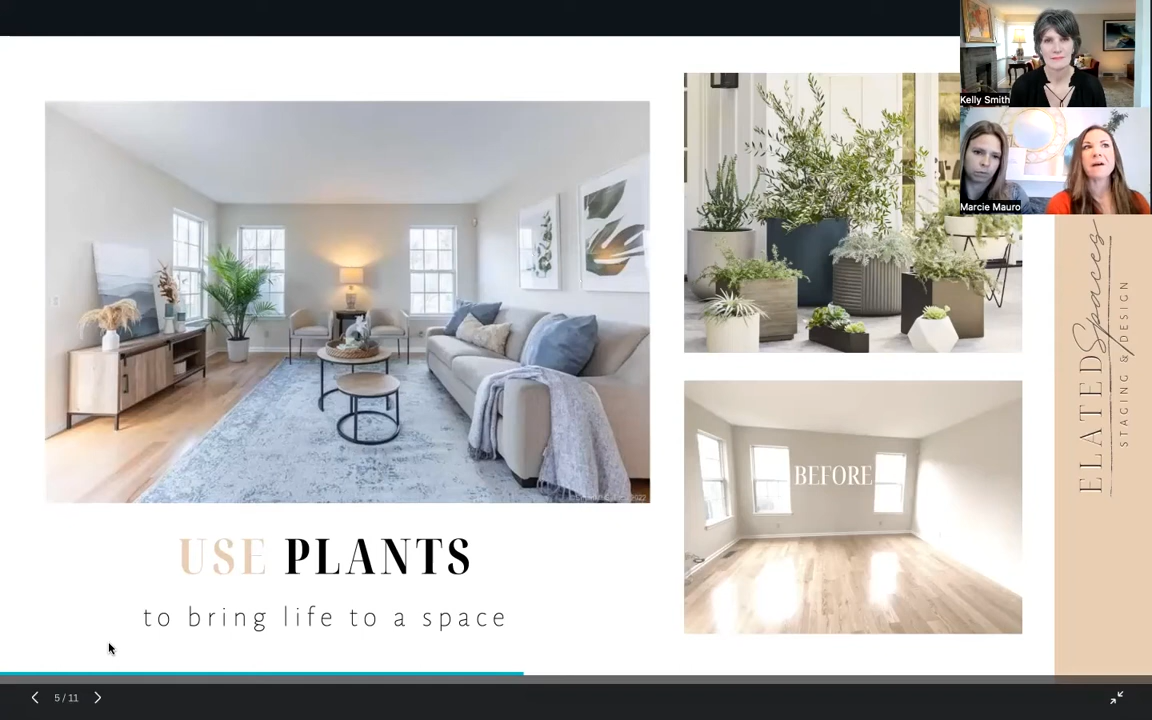 Kelly Smith
Marcie Mauro
BEFORE
USE PLANTS
to bring life to a space
ELATED Spaces
STAGING & DESIGN
5 / 11